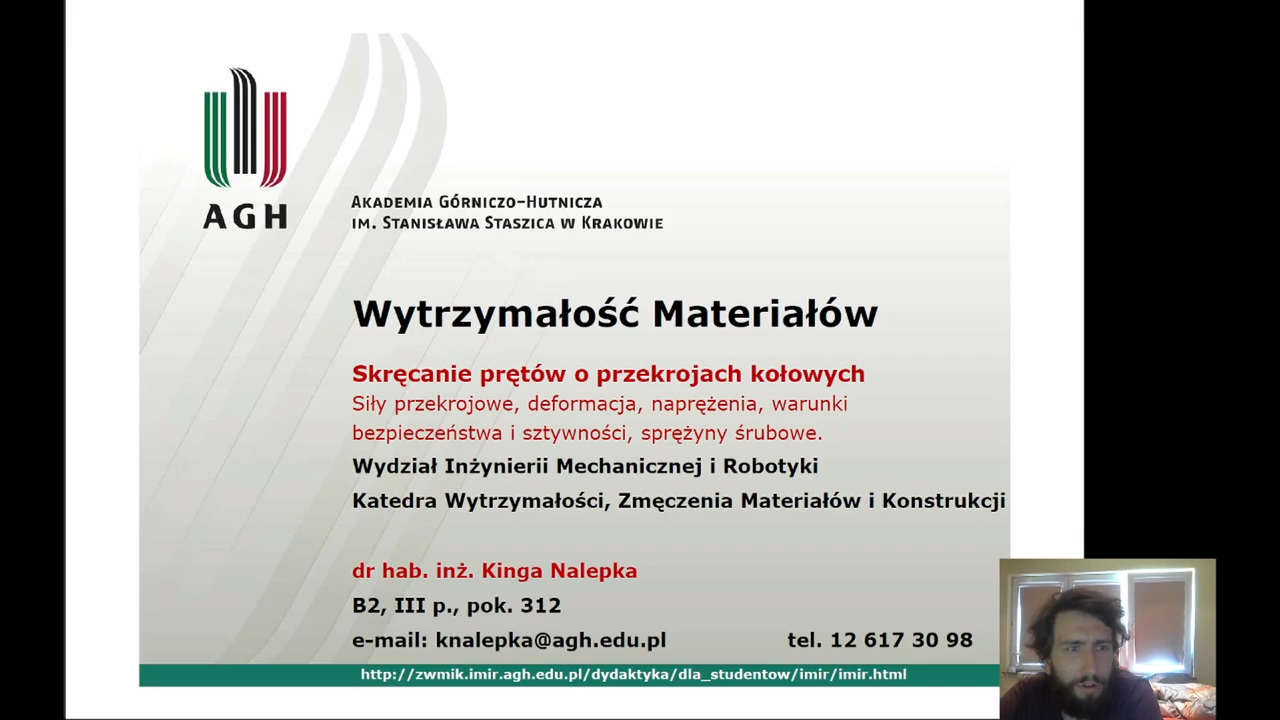 AGH
AKADEMIA GÓRNICZO-HUTNICZA
IM. STANISŁAWA STASZICA W KRAKOWIE
Wytrzymałość Materiałów
Skręcanie prętów o przekrojach kołowych
Siły przekrojowe, deformacja, naprężenia, warunki
bezpieczeństwa i sztywności, sprężyny śrubowe.
Wydział Inżynierii Mechanicznej i Robotyki
Katedra Wytrzymałości, Zmęczenia Materiałów i Konstrukcji
dr hab. inż. Kinga Nalepka
B2, III p., pok. 312
e-mail: knalepka@agh.edu.pl tel. 12 617 30 98
http://zwmik.imir.agh.edu.pl/dydaktyka/dla_studentow/imir/imir.html